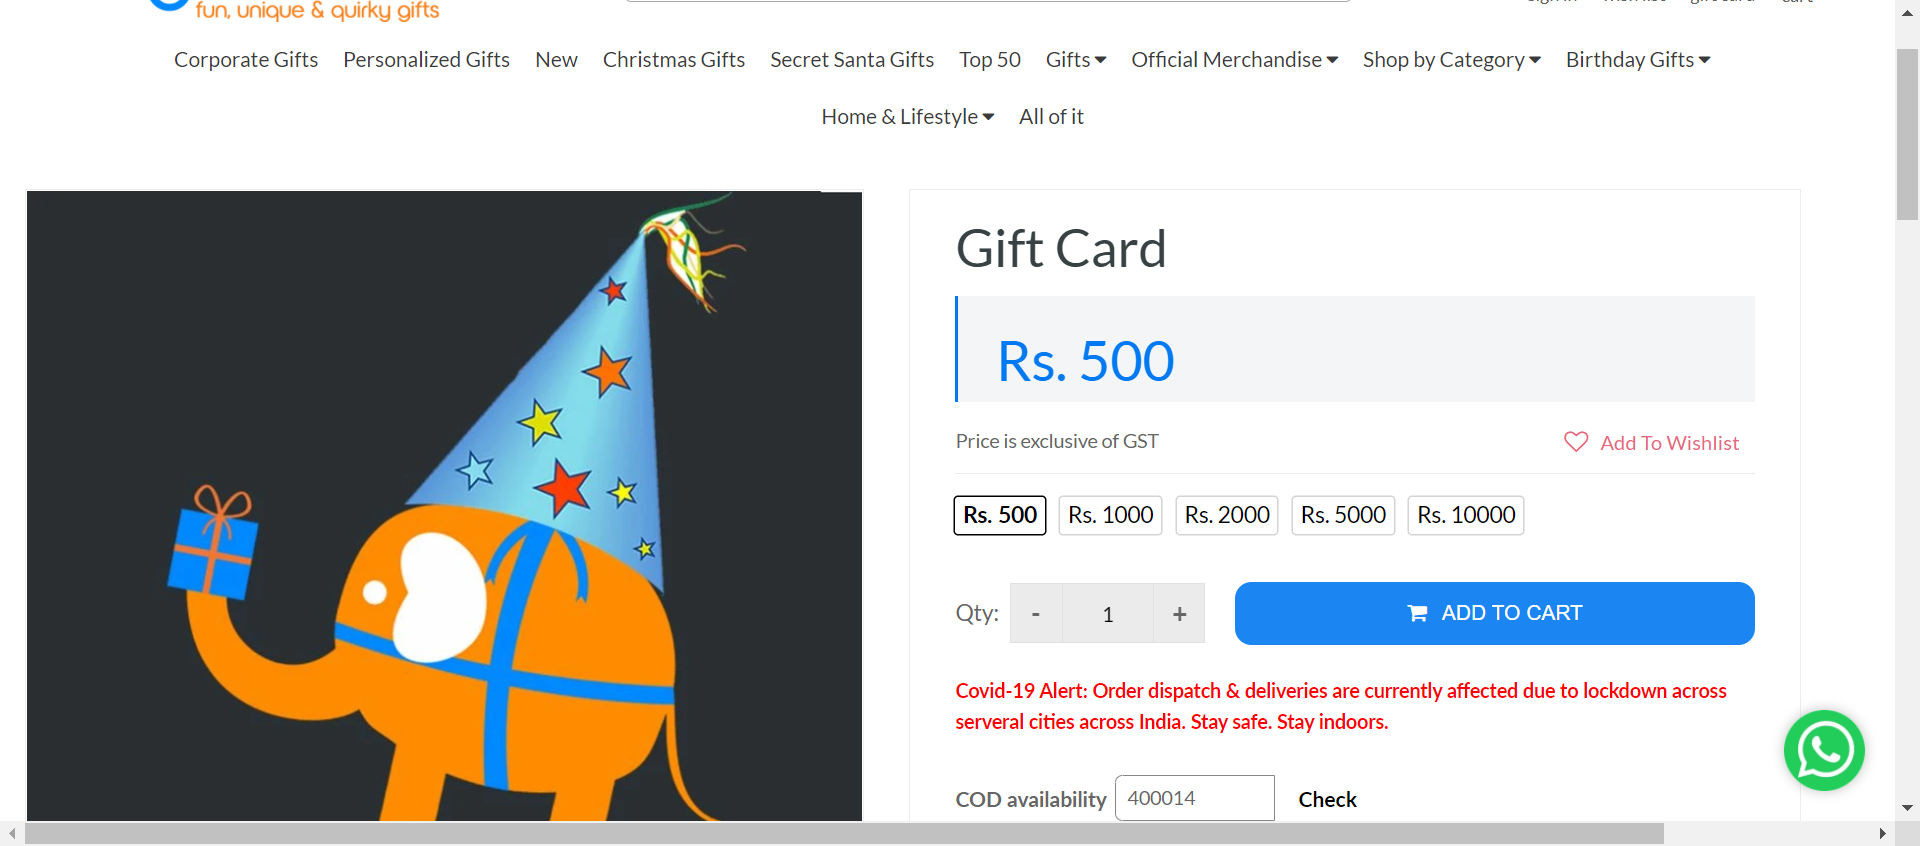 fun, unique & quirky gifts
Corporate Gifts Personalized Gifts New Christmas Gifts Secret Santa Gifts Top 50 Gifts Official Merchandise Shop by Category Birthday Gifts
Home & Lifestyle All of it
Gift Card
Rs. 500
Price is exclusive of GST
Add To Wishlist
Rs. 500 Rs. 1000 Rs. 2000 Rs. 5000 Rs. 10000
Qty: - 1 + ADD TO CART
Covid-19 Alert: Order dispatch & deliveries are currently affected due to lockdown across
serveral cities across India. Stay safe. Stay indoors.
COD availability 400014 Check